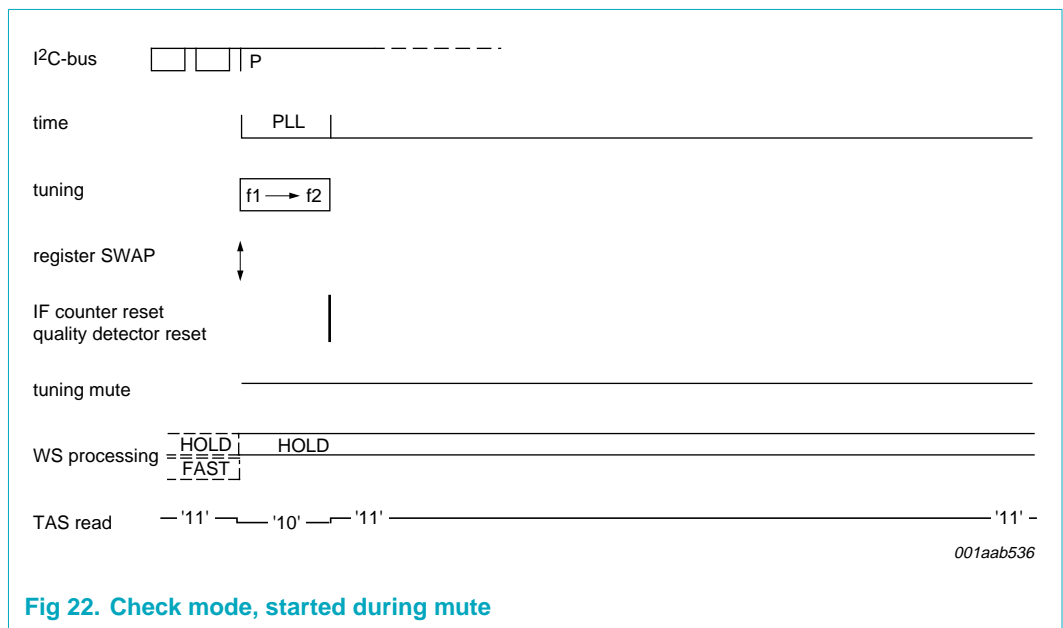 I2C-bus P
time PLL
tuning f1 → f2
register SWAP
IF counter reset
quality detector reset
tuning mute
WS processing HOLD HOLD
FAST
TAS read '11' '10' '11' '11'
001aab536
Fig 22. Check mode, started during mute